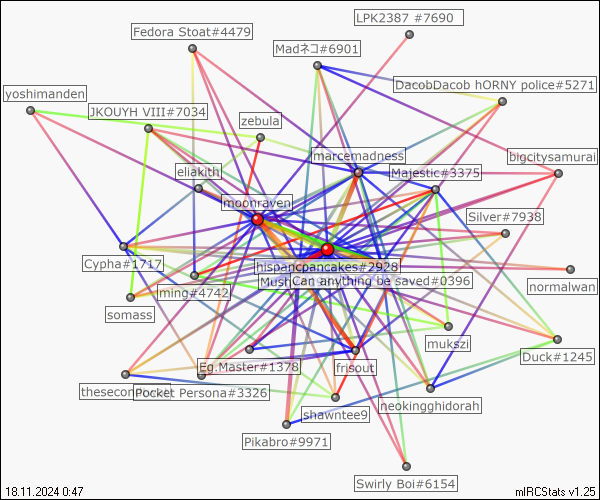 LPK2387 #7690
Fedora Stoat#4479
Madネコ#6901
DacobDacob hORNY police#5271
yoshimanden
JKOUYH VIII#7034
zebula
marcemadness
bigcitysamurai
Majestic#3375
eliakith
moonraven
Silver#7938
Cypha#1717
hispancpancakes#2928
Can anything be saved#0396
normalwan
ming#4742
somass
mukszi
Duck#1245
Eg.Master#1378
frisout
Pocket Persona#3326
neokingghidorah
shawntee9
Pikabro#9971
Swirly Boi#6154
18.11.2024 0:47
mIRCStats v1.25